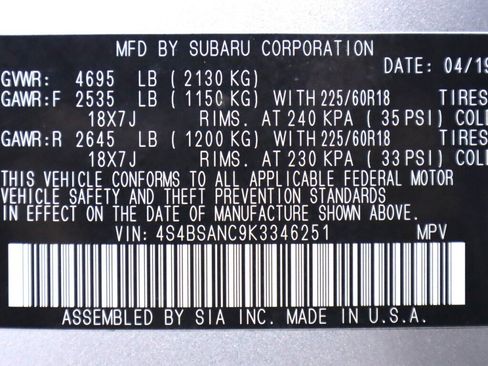 MFD BY SUBARU CORPORATION
DATE: 04/19
GVWR: 4695 LB (2130 KG)
GAWR:F 2535 LB (1150 KG) WITH 225/60R18 TIRES
18X7J RIMS. AT 240 KPA (35 PSI) COLD
GAWR:R 2645 LB (1200 KG) WITH 225/60R18 TIRES
18X7J RIMS. AT 230 KPA (33 PSI) COLD
THIS VEHICLE CONFORMS TO ALL APPLICABLE FEDERAL MOTOR
VEHICLE SAFETY AND THEFT PREVENTION STANDARDS
IN EFFECT ON THE DATE OF MANUFACTURE SHOWN ABOVE.
VIN: 4S4BSANC9K3346251 MPV
ASSEMBLED BY SIA INC. MADE IN U.S.A.